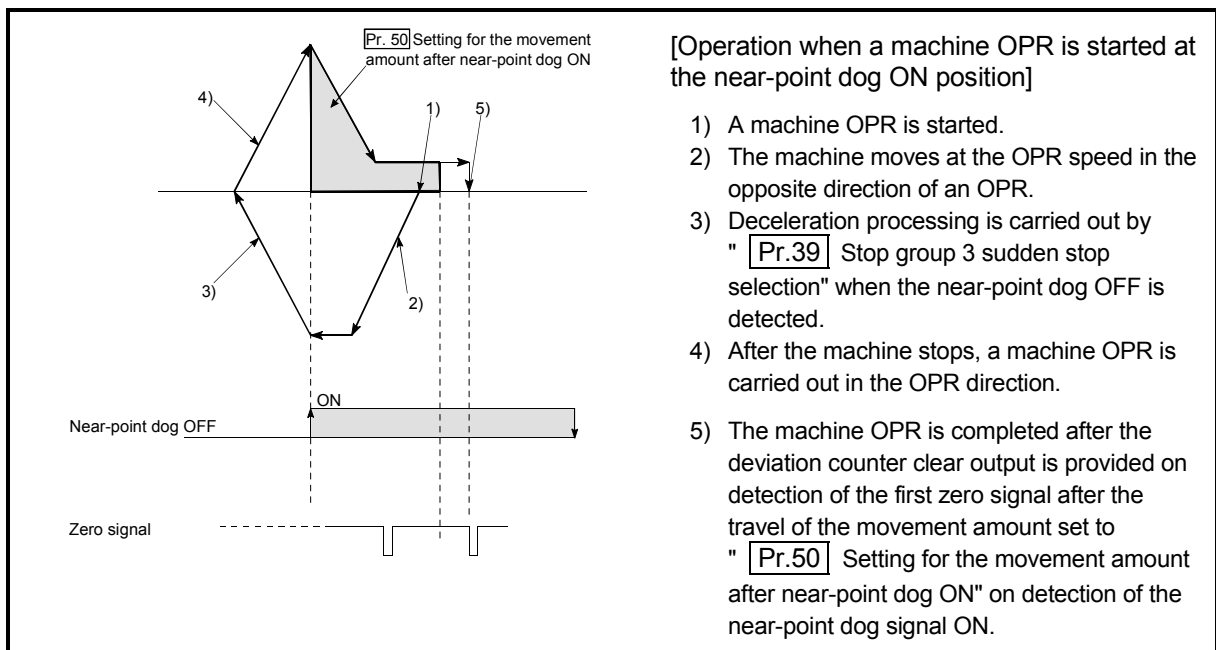 Pr. 50 Setting for the movement
amount after near-point dog ON
4)
1)
5)
3)
2)
ON
Near-point dog OFF
Zero signal
[Operation when a machine OPR is started at
the near-point dog ON position]
1) A machine OPR is started.
2) The machine moves at the OPR speed in the
opposite direction of an OPR.
3) Deceleration processing is carried out by
" Pr.39 Stop group 3 sudden stop
selection" when the near-point dog OFF is
detected.
4) After the machine stops, a machine OPR is
carried out in the OPR direction.
5) The machine OPR is completed after the
deviation counter clear output is provided on
detection of the first zero signal after the
travel of the movement amount set to
" Pr.50 Setting for the movement amount
after near-point dog ON" on detection of the
near-point dog signal ON.